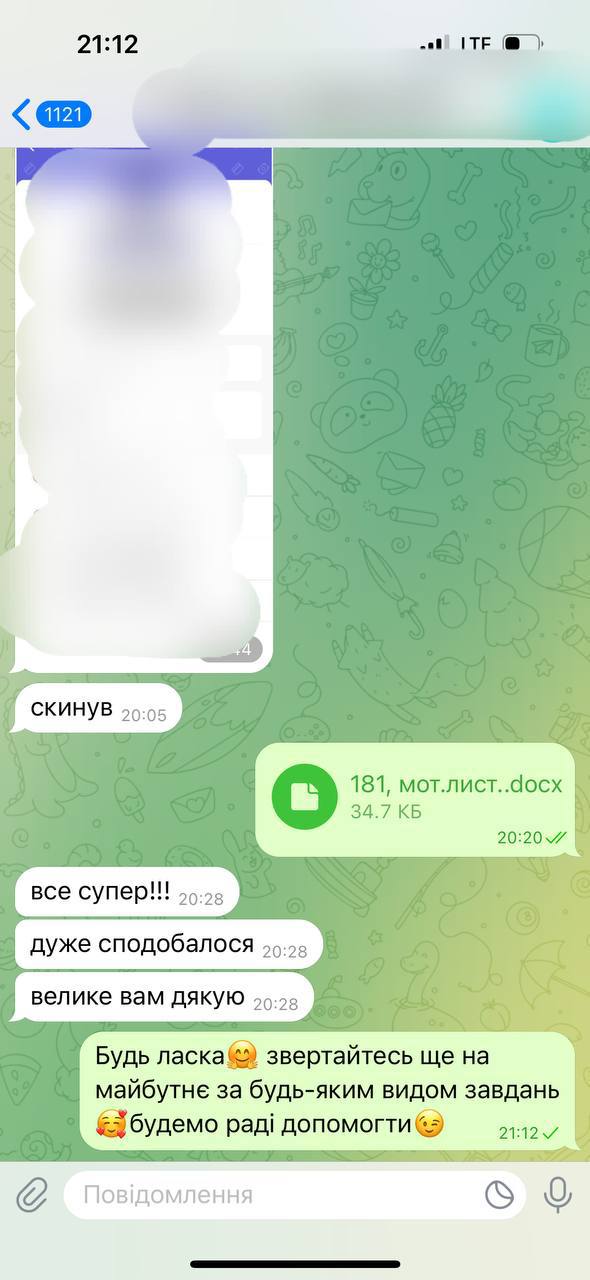 21:12
LTE
1121
скинув 20:05
181, мот.лист..docx
34.7 КБ
20:20
все супер!!! 20:28
дуже сподобалося 20:28
велике вам дякую 20:28
Будь ласка🤗 звертайтесь ще на
майбутнє за будь-яким видом завдань
🥰будемо раді допомогти😉 21:12
Повідомлення